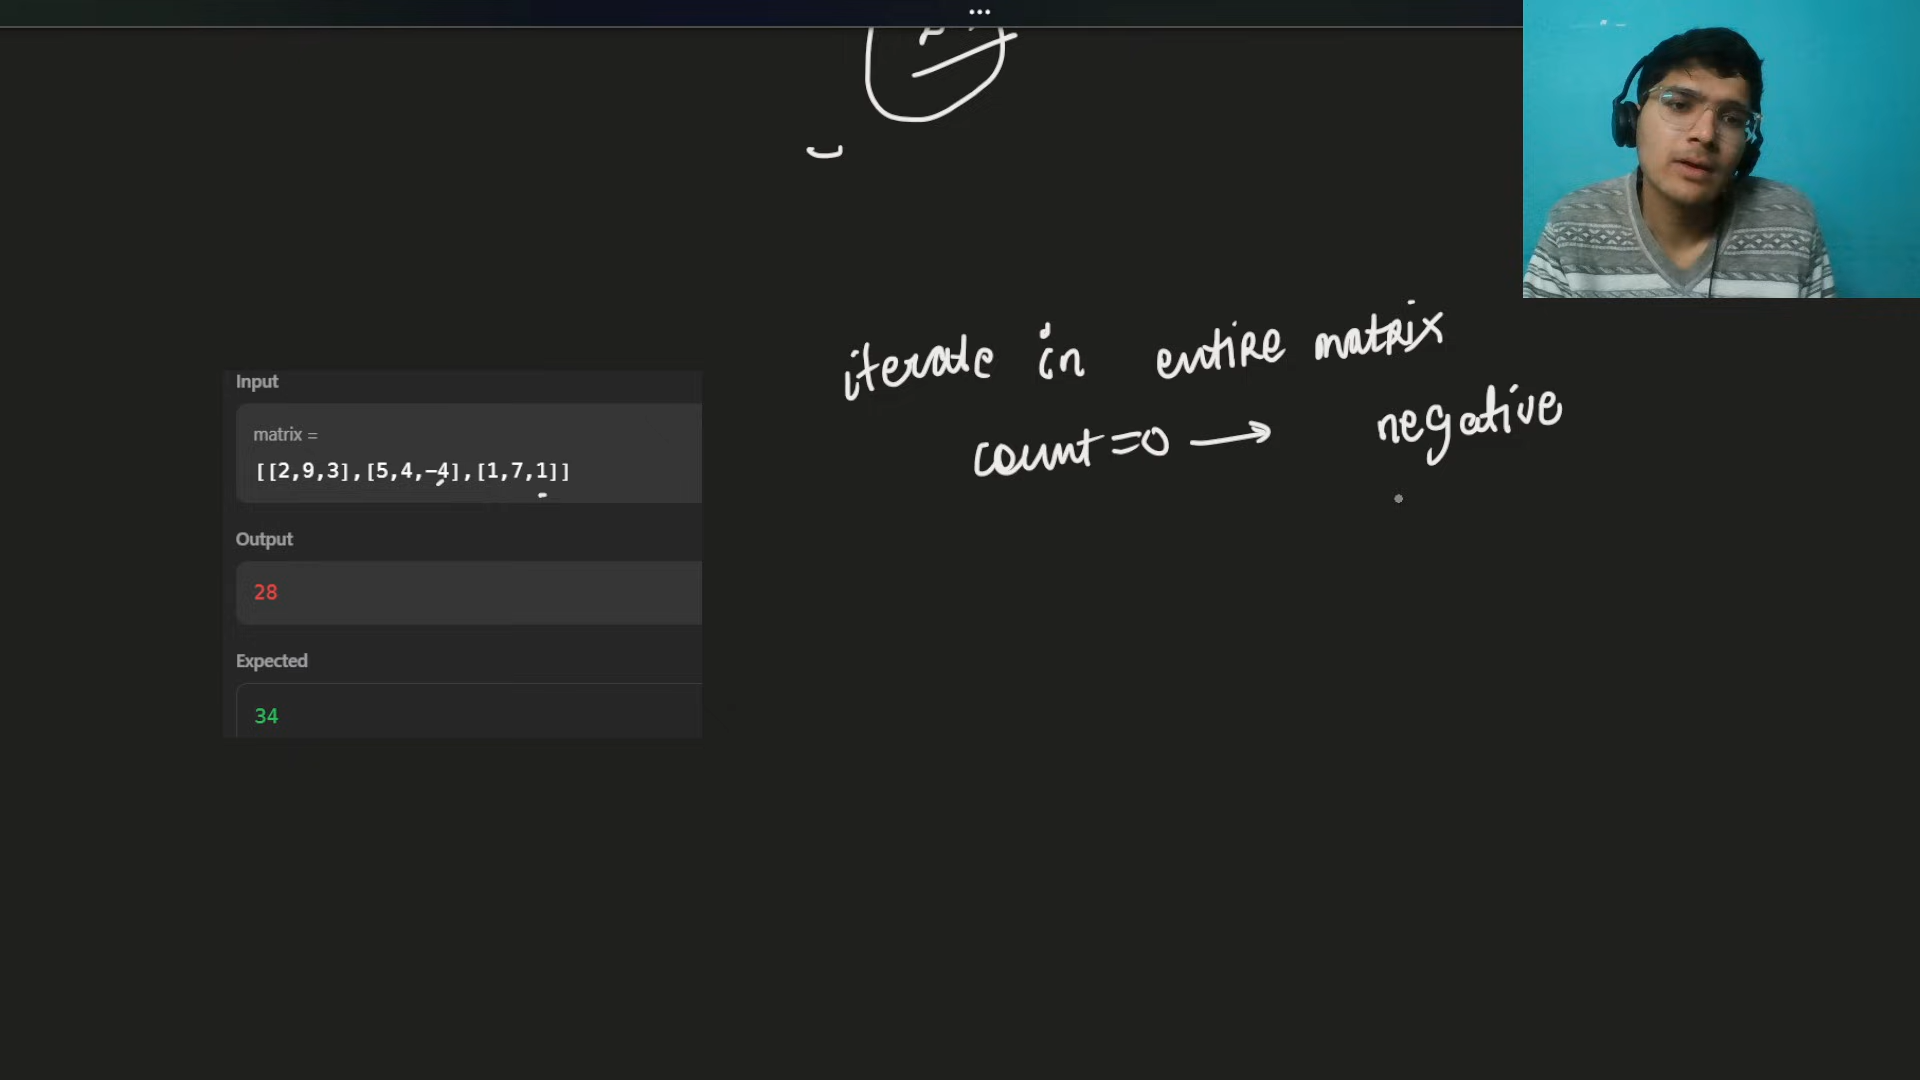 ...
iterate in entire matrix
count=0 → negative
Input
matrix =
[[2,9,3],[5,4,-4],[1,7,1]]
Output
28
Expected
34